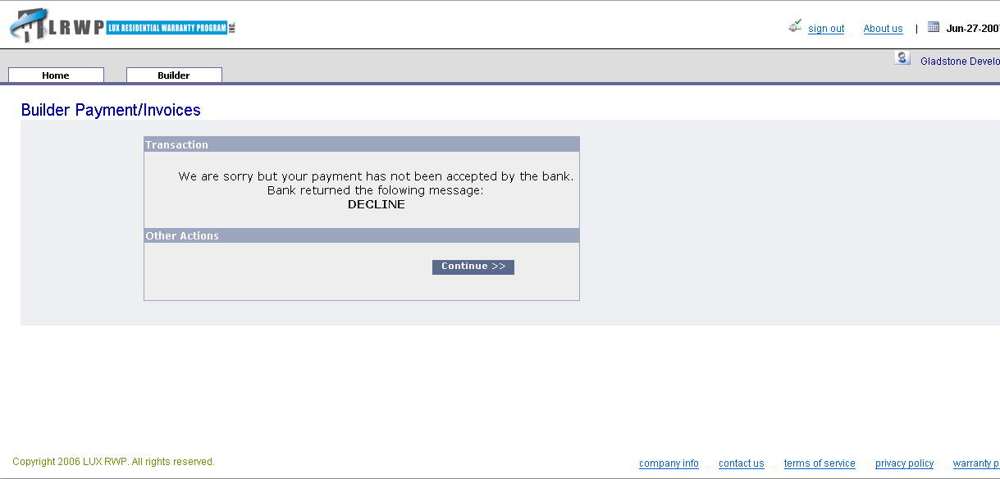 LRWP LUX RESIDENTIAL WARRANTY PROGRAM INC.
sign out About us | Jun-27-200
Gladstone Develo
Home Builder
Builder Payment/Invoices
Transaction
We are sorry but your payment has not been accepted by the bank.
Bank returned the folowing message:
DECLINE
Other Actions
Continue >>
Copyright 2006 LUX RWP. All rights reserved.
company info contact us terms of service privacy policy warranty p